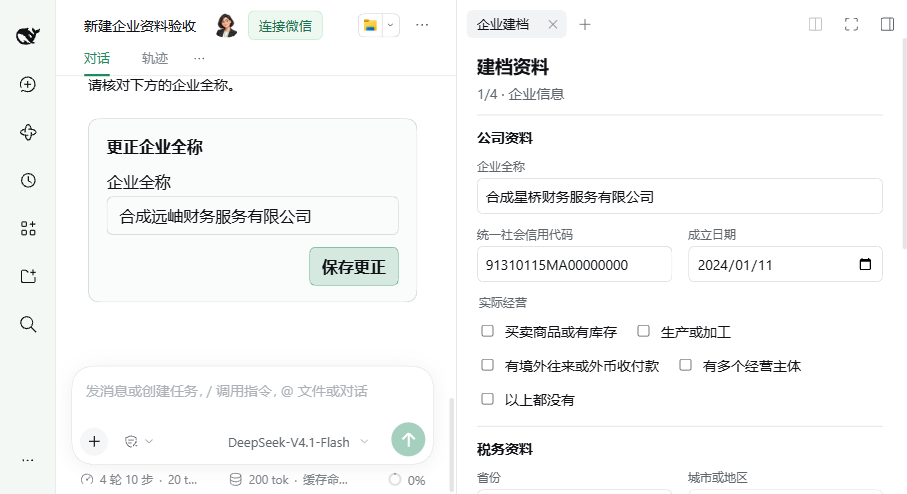 新建企业资料验收
连接微信
对话
轨迹
请核对下方的企业全称。
更正企业全称
企业全称
合成远岫财务服务有限公司
保存更正
发消息或创建任务, / 调用指令, @ 文件或对话
DeepSeek-V4.1-Flash
4 轮 10 步 · 20 t...
200 tok · 缓存命...
0%
企业建档
建档资料
1/4 · 企业信息
公司资料
企业全称
合成星桥财务服务有限公司
统一社会信用代码
成立日期
91310115MA00000000
2024/01/11
实际经营
买卖商品或有库存
生产或加工
有境外往来或外币收付款
有多个经营主体
以上都没有
税务资料
省份
城市或地区